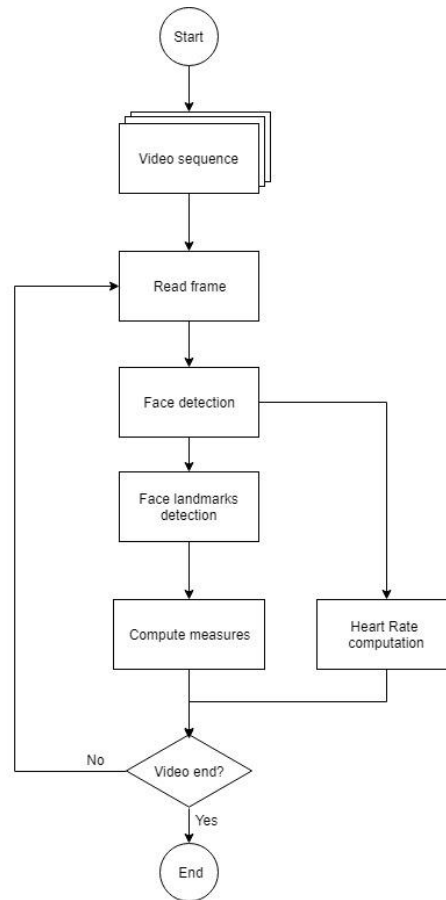 Start
Video sequence
Read frame
Face detection
Face landmarks
detection
Compute measures
Heart Rate
computation
Video end?
No
Yes
End